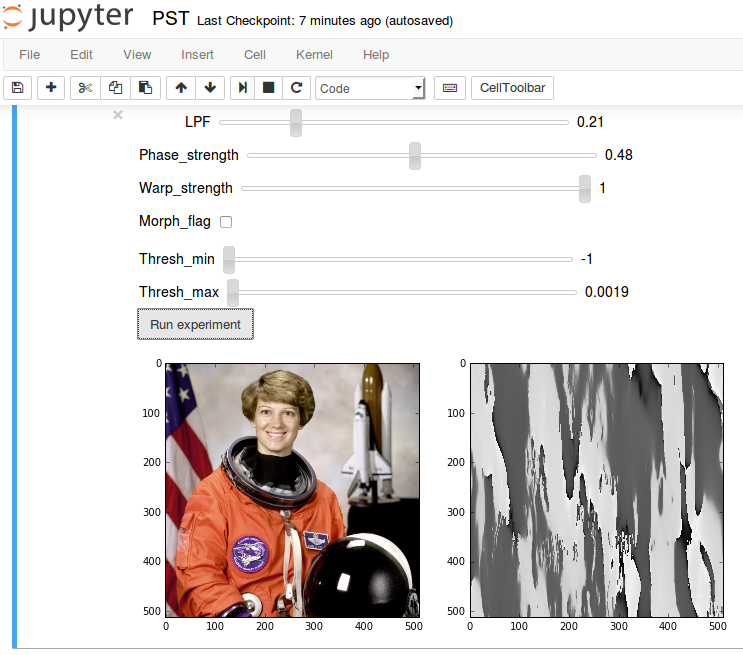 jupyter PST Last Checkpoint: 7 minutes ago (autosaved)
File Edit View Insert Cell Kernel Help
Code CellToolbar
× LPF 0.21
Phase_strength 0.48
Warp_strength 1
Morph_flag
Thresh_min -1
Thresh_max 0.0019
Run experiment
0 0
100 100
200 200
300 300
400 400
500 500
0 100 200 300 400 500 0 100 200 300 400 500